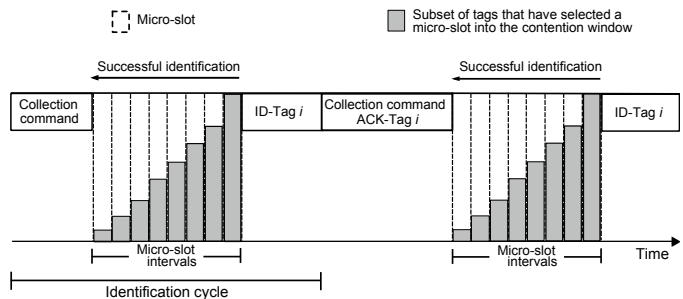 Micro-slot
Subset of tags that have selected a
micro-slot into the contention window
Successful identification
Successful identification
Collection
command
ID-Tag i
Collection command
ACK-Tag i
ID-Tag i
Micro-slot
intervals
Micro-slot
intervals
Time
Identification cycle